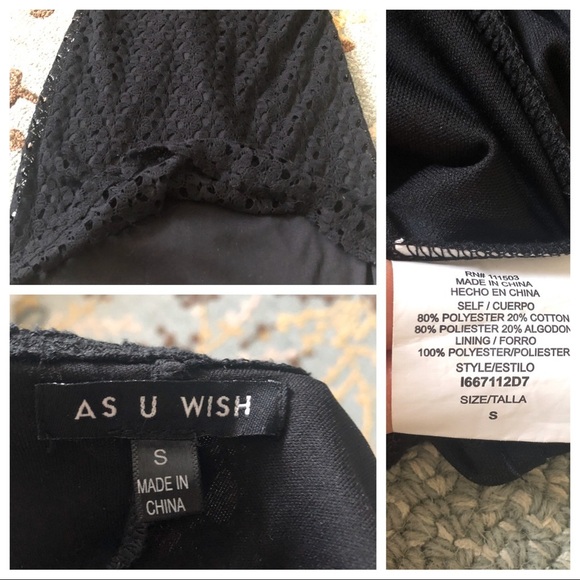 AS U WISH
S
MADE IN
CHINA
RN# 111503
MADE IN CHINA
HECHO EN CHINA
SELF / CUERPO
80% POLYESTER 20% COTTON
80% POLIESTER 20% ALGODON
LINING / FORRO
100% POLYESTER/POLIESTER
STYLE/ESTILO
I667112D7
SIZE/TALLA
S